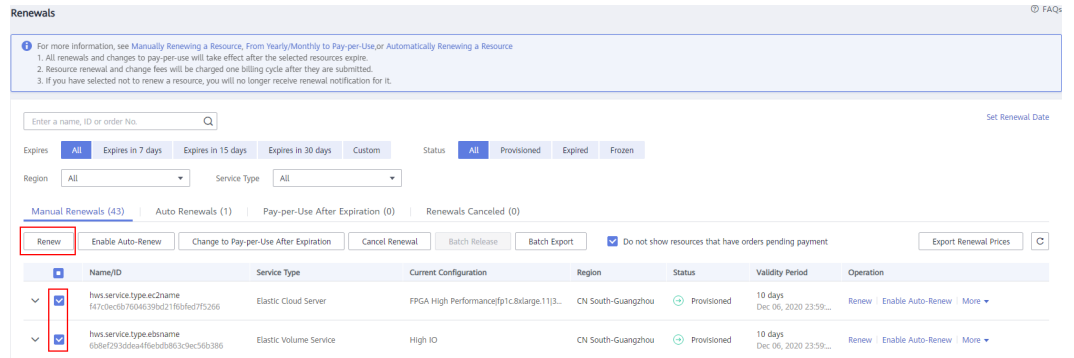 FAQs
Renewals
For more information, see Manually Renewing a Resource, From Yearly/Monthly to Pay-per-Use,or Automatically Renewing a Resource
1. All renewals and changes to pay-per-use will take effect after the selected resources expire.
2. Resource renewal and change fees will be charged one billing cycle after they are submitted.
3. If you have selected not to renew a resource, you will no longer receive renewal notification for it.
Enter a name, ID or order No.
Set Renewal Date
Expires All Expires in 7 days Expires in 15 days Expires in 30 days Custom Status All Provisioned Expired Frozen
Region All Service Type All
Manual Renewals (43) Auto Renewals (1) Pay-per-Use After Expiration (0) Renewals Canceled (0)
Renew Enable Auto-Renew Change to Pay-per-Use After Expiration Cancel Renewal Batch Release Batch Export Do not show resources that have orders pending payment Export Renewal Prices
Name/ID Service Type Current Configuration Region Status Validity Period Operation
hws.service.type.ec2name
f47c0ec6b7604639bd21f6bfed7f5266
Elastic Cloud Server FPGA High Performance|fp1c.8xlarge.11|3... CN South-Guangzhou Provisioned
10 days
Dec 06, 2020 23:59:...
Renew Enable Auto-Renew More
hws.service.type.ebsname
6b8ef293ddea4f6ebdb863c9ec56b386
Elastic Volume Service High IO CN South-Guangzhou Provisioned
10 days
Dec 06, 2020 23:59:...
Renew Enable Auto-Renew More